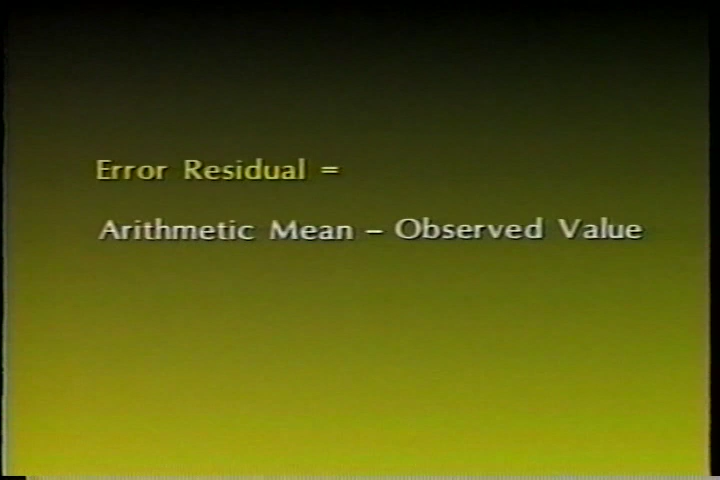 Error Residual =
Arithmetic Mean – Observed Value